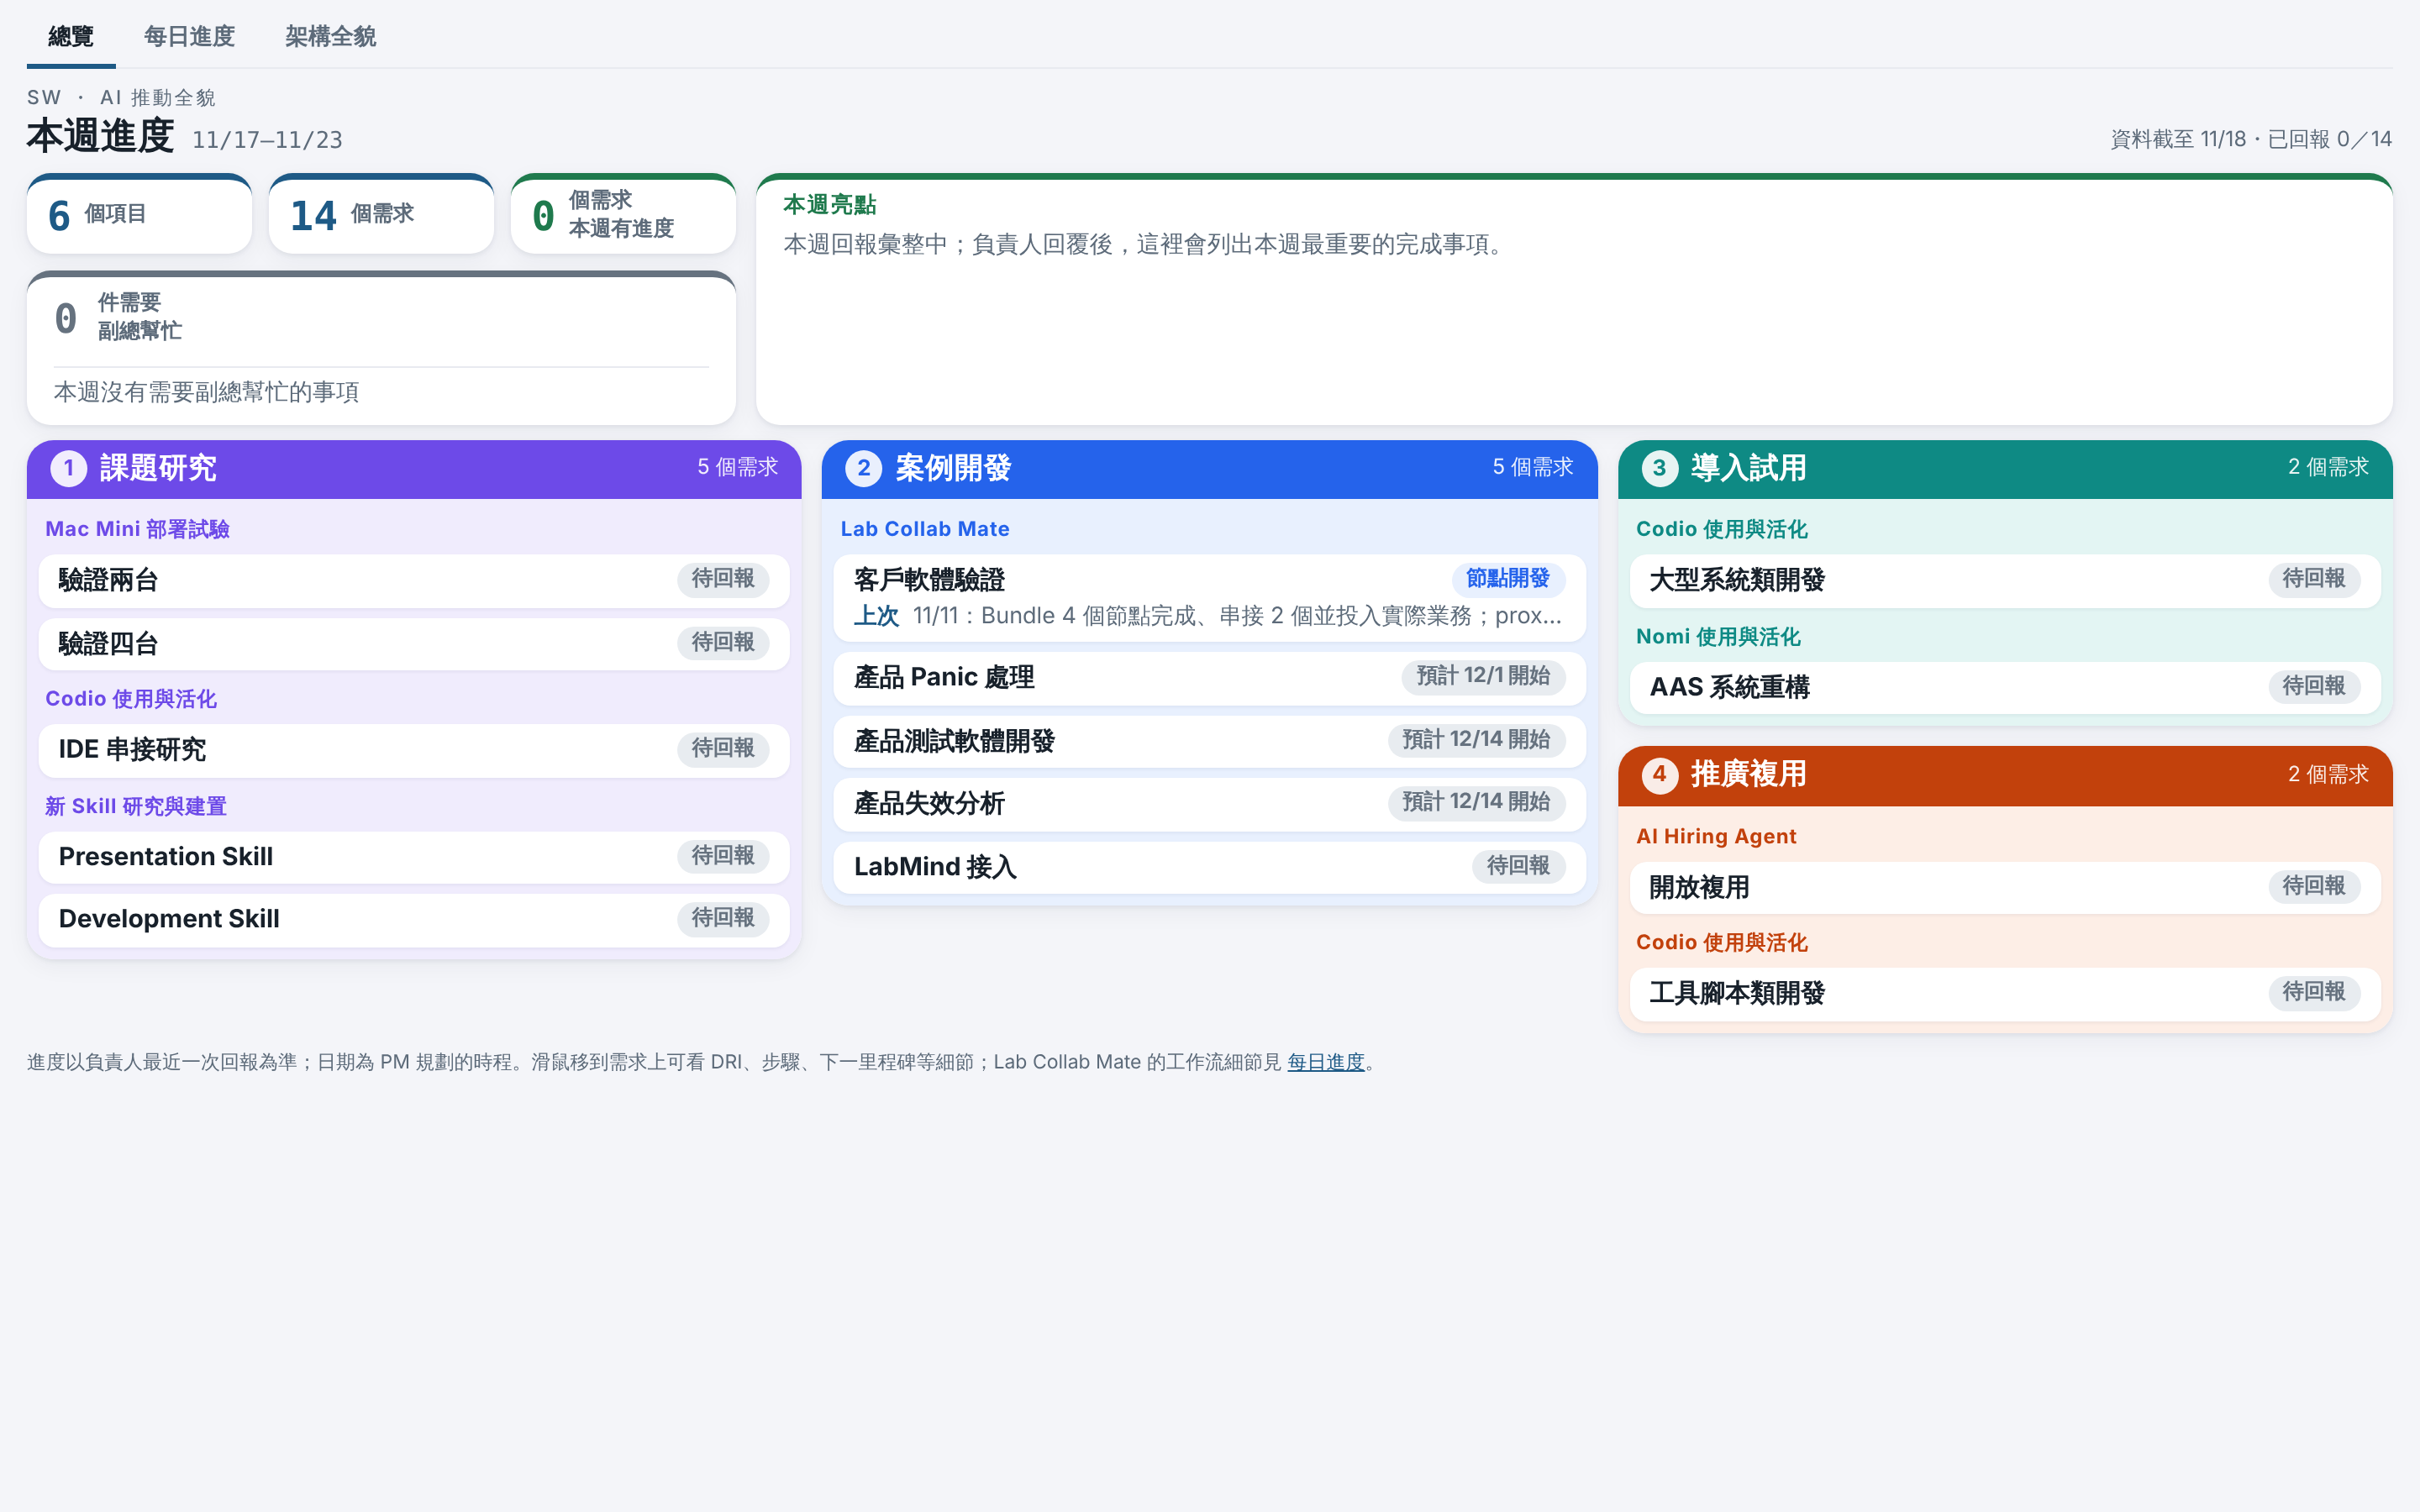 總覽
每日進度
架構全貌
SW · AI 推動全貌
本週進度 11/17–11/23
資料截至 11/18・已回報 0／14
6 個項目
14 個需求
0 個需求
本週有進度
0 件需要
副總幫忙
本週沒有需要副總幫忙的事項
本週亮點
本週回報彙整中；負責人回覆後，這裡會列出本週最重要的完成事項。
1 課題研究 5 個需求
Mac Mini 部署試驗
驗證兩台 待回報
驗證四台 待回報
Codio 使用與活化
IDE 串接研究 待回報
新 Skill 研究與建置
Presentation Skill 待回報
Development Skill 待回報
2 案例開發 5 個需求
Lab Collab Mate
客戶軟體驗證 節點開發
上次 11/11：Bundle 4 個節點完成、串接 2 個並投入實際業務；prox…
產品 Panic 處理 預計 12/1 開始
產品測試軟體開發 預計 12/14 開始
產品失效分析 預計 12/14 開始
LabMind 接入 待回報
3 導入試用 2 個需求
Codio 使用與活化
大型系統類開發 待回報
Nomi 使用與活化
AAS 系統重構 待回報
4 推廣複用 2 個需求
AI Hiring Agent
開放複用 待回報
Codio 使用與活化
工具腳本類開發 待回報
進度以負責人最近一次回報為準；日期為 PM 規劃的時程。滑鼠移到需求上可看 DRI、步驟、下一里程碑等細節；Lab Collab Mate 的工作流細節見 每日進度。